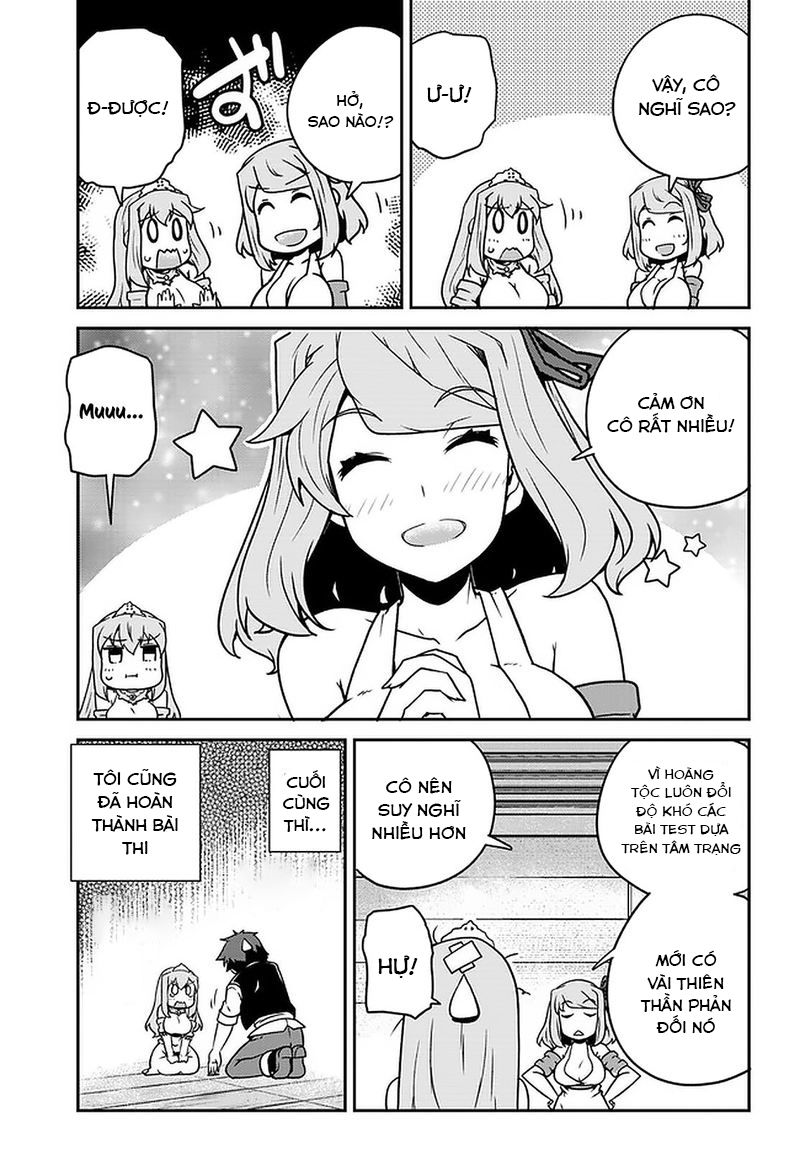 VẬY, CÔ
NGHĨ SAO?
Ư-Ư!
HỞ,
SAO NÀO!?
ず
Đ-ĐƯỢC!
CẢM ƠN
CÔ RẤT NHIỀU!
Muuu...
VÌ HOÀNG
TỘC LUÔN ĐỔI
ĐỘ KHÓ CÁC
BÀI TEST DỰA
TRÊN TÂM TRẠNG
MỚI CÓ
VÀI THIÊN
THẦN PHẢN
ĐỐI NÓ
CÔ NÊN
SUY NGHĨ
NHIỀU HƠN
HỰ!
CUỐI
CÙNG
THÌ...
TÔI CŨNG
ĐÃ HOÀN
THÀNH BÀI
THI